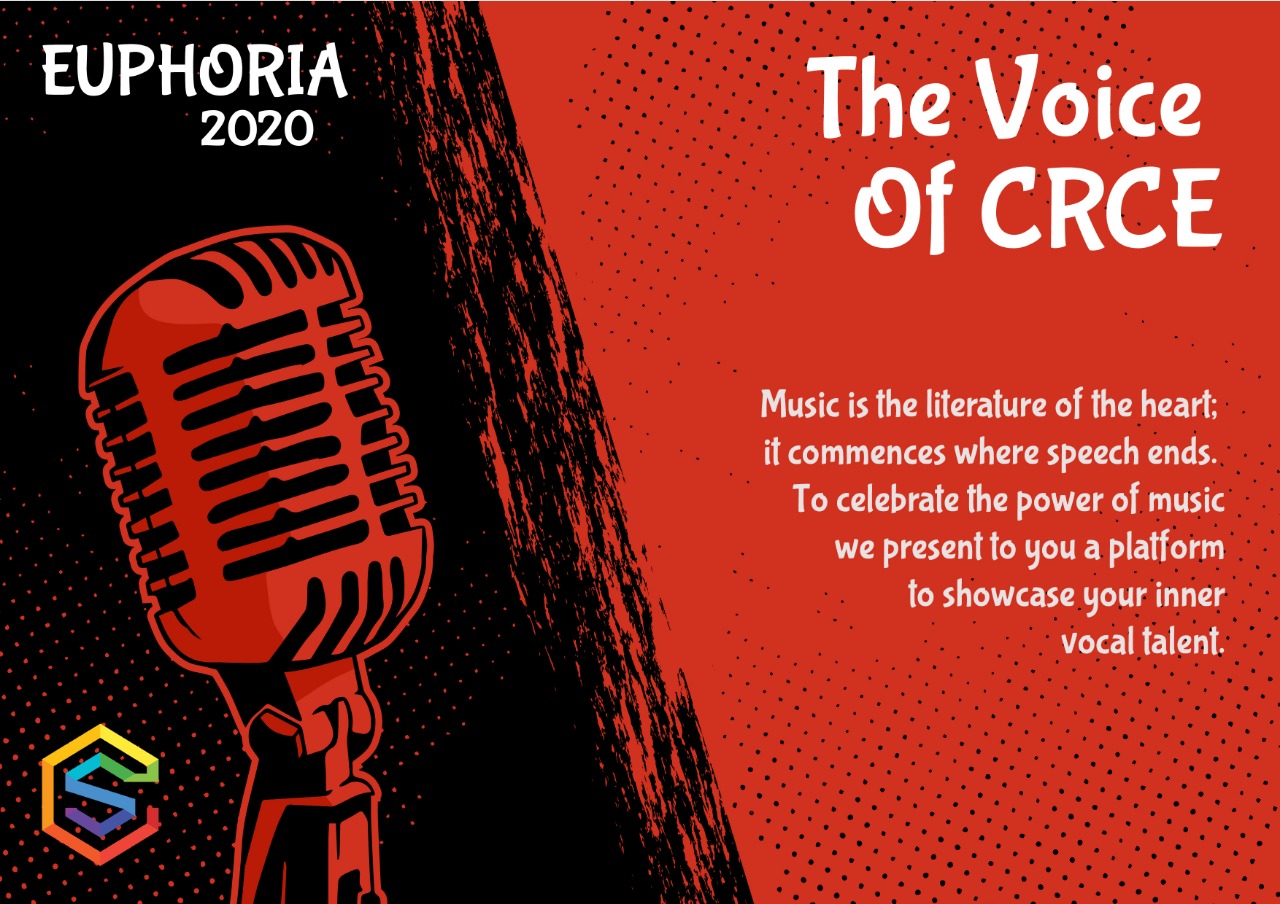 EUPHORIA
2020
The Voice
Of CRCE
Music is the literature of the heart;
it commences where speech ends.
To celebrate the power of music
we present to you a platform
to showcase your inner
vocal talent.